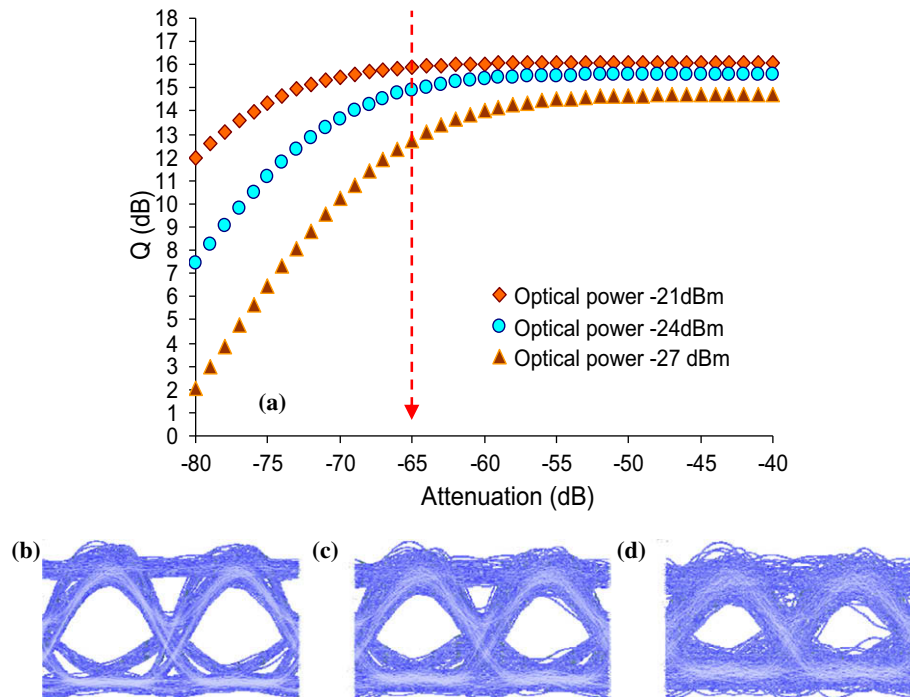 18
17
16
15
14
13
12
11
10
9
8
7
6
5
4
3
2
1
0
Q (dB)
Optical power -21dBm
Optical power -24dBm
Optical power -27 dBm
(a)
-80 -75 -70 -65 -60 -55 -50 -45 -40
Attenuation (dB)
(b) (c) (d)